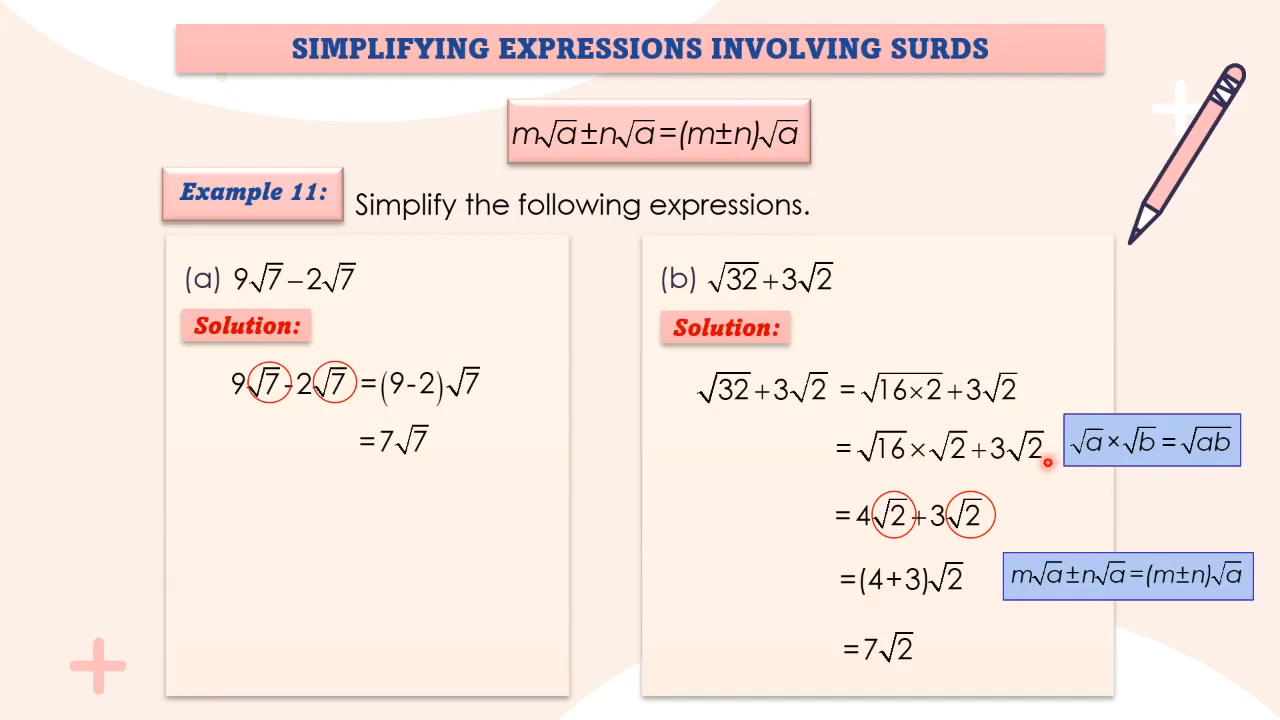 SIMPLIFYING EXPRESSIONS INVOLVING SURDS
m√a±n√a=(m±n)√a
Example 11:
Simplify the following expressions.
(a) 9√7–2√7
Solution:
9√7-2√7 =(9-2)√7
=7√7
(b) √32+3√2
Solution:
√32+3√2 =√16×2+3√2
=√16×√2+3√2
√a×√b=√ab
=4√2+3√2
=(4+3)√2
m√a±n√a=(m±n)√a
=7√2